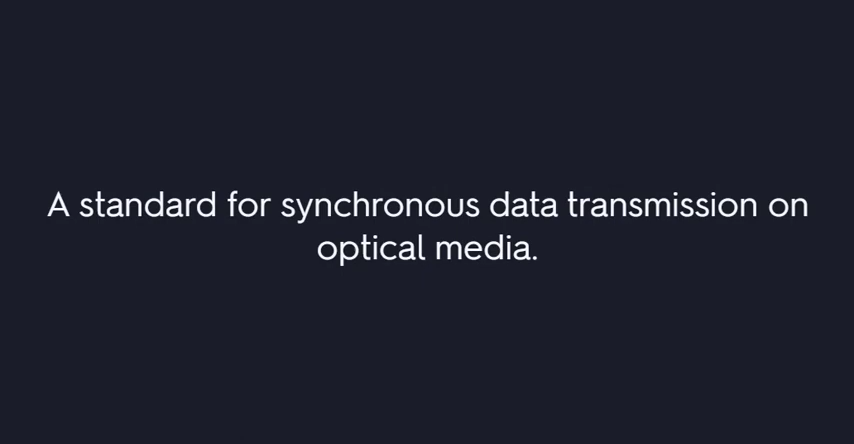 A standard for synchronous data transmission on
optical media.